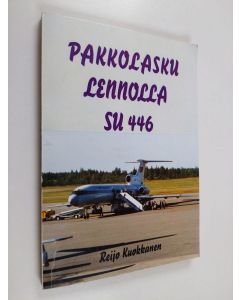 PAKKOLASKU
LENNOLLA
SU 446
Reijo Kuokkanen